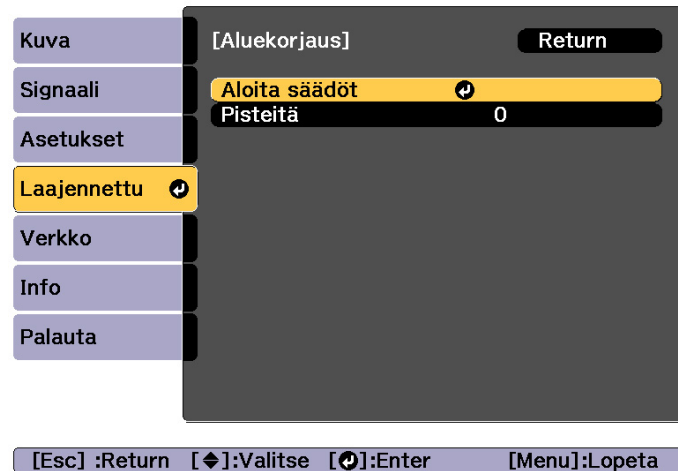 Kuva
Signaali
Asetukset
Laajennettu
Verkko
Info
Palauta
[Aluekorjaus] Return
Aloita säädöt
Pisteitä 0
[Esc] :Return [ ]:Valitse [ ]:Enter [Menu]:Lopeta